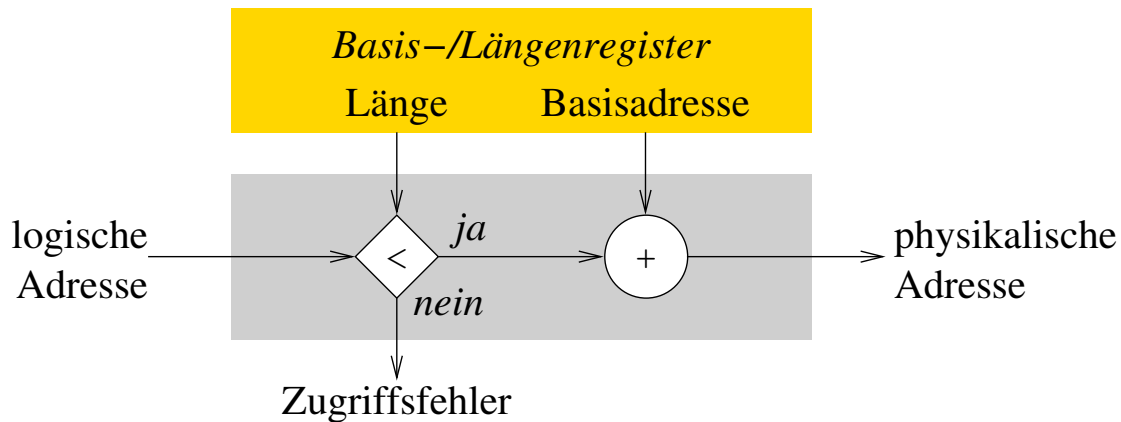 Basis−/Längenregister
Länge
Basisadresse
logische
Adresse
<
ja
nein
+
physikalische
Adresse
Zugriffsfehler